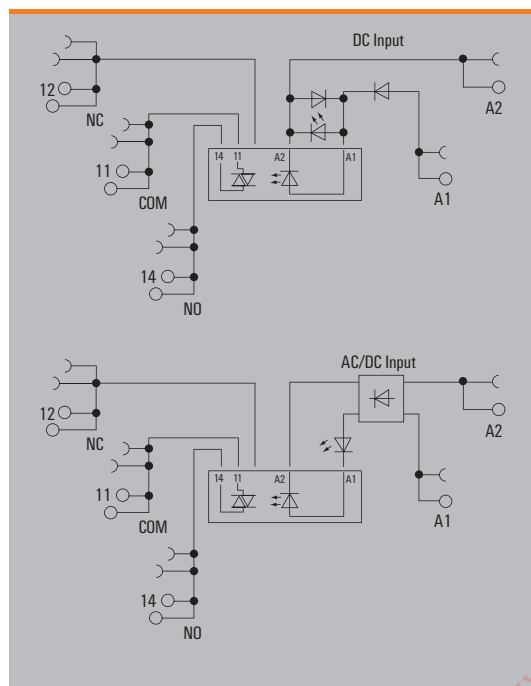 DC Input
12
NC
A2
11
COM
14 11 A2 A1
A1
14
NO
AC/DC Input
12
NC
A2
11
COM
14 11 A2 A1
A1
14
NO